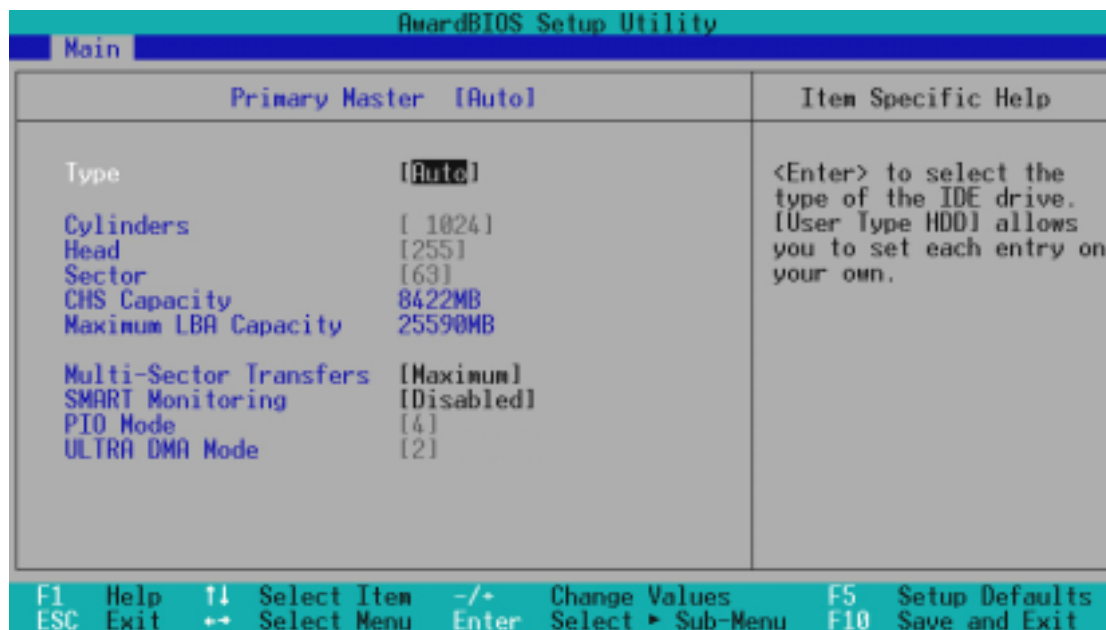 AwardBIOS Setup Utility
Main
Primary Master [Auto]
Item Specific Help
Type [Auto]
Cylinders [ 1024]
Head [255]
Sector [63]
CHS Capacity 8422MB
Maximum LBA Capacity 25590MB
Multi-Sector Transfers [Maximum]
SMART Monitoring [Disabled]
PIO Mode [4]
ULTRA DMA Mode [2]
<Enter> to select the
type of the IDE drive.
[User Type HDD] allows
you to set each entry on
your own.
F1 Help ↑↓ Select Item -/+ Change Values F5 Setup Defaults
ESC Exit ←→ Select Menu Enter Select ► Sub-Menu F10 Save and Exit